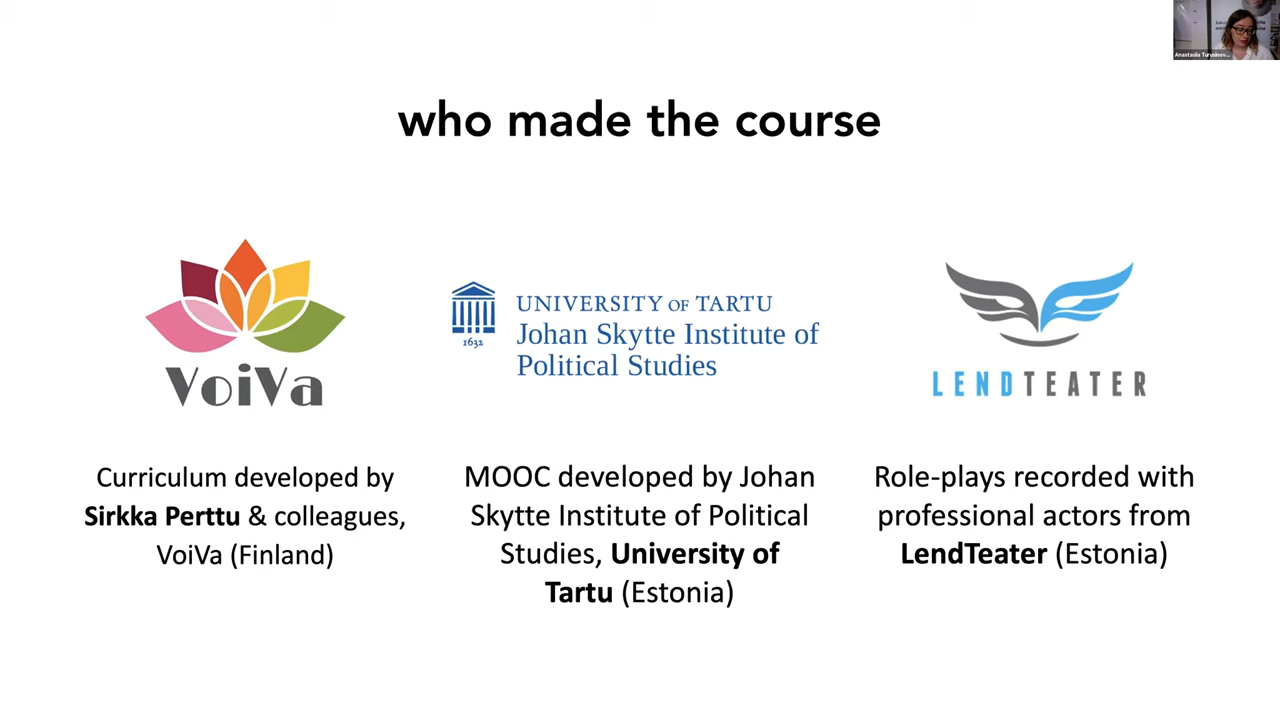 Anastasiia Turusinov...
who made the course
VoiVa
1632
UNIVERSITY OF TARTU
Johan Skytte Institute of
Political Studies
LENDTEATER
Curriculum developed by
Sirkka Perttu & colleagues,
VoiVa (Finland)
MOOC developed by Johan
Skytte Institute of Political
Studies, University of
Tartu (Estonia)
Role-plays recorded with
professional actors from
LendTeater (Estonia)